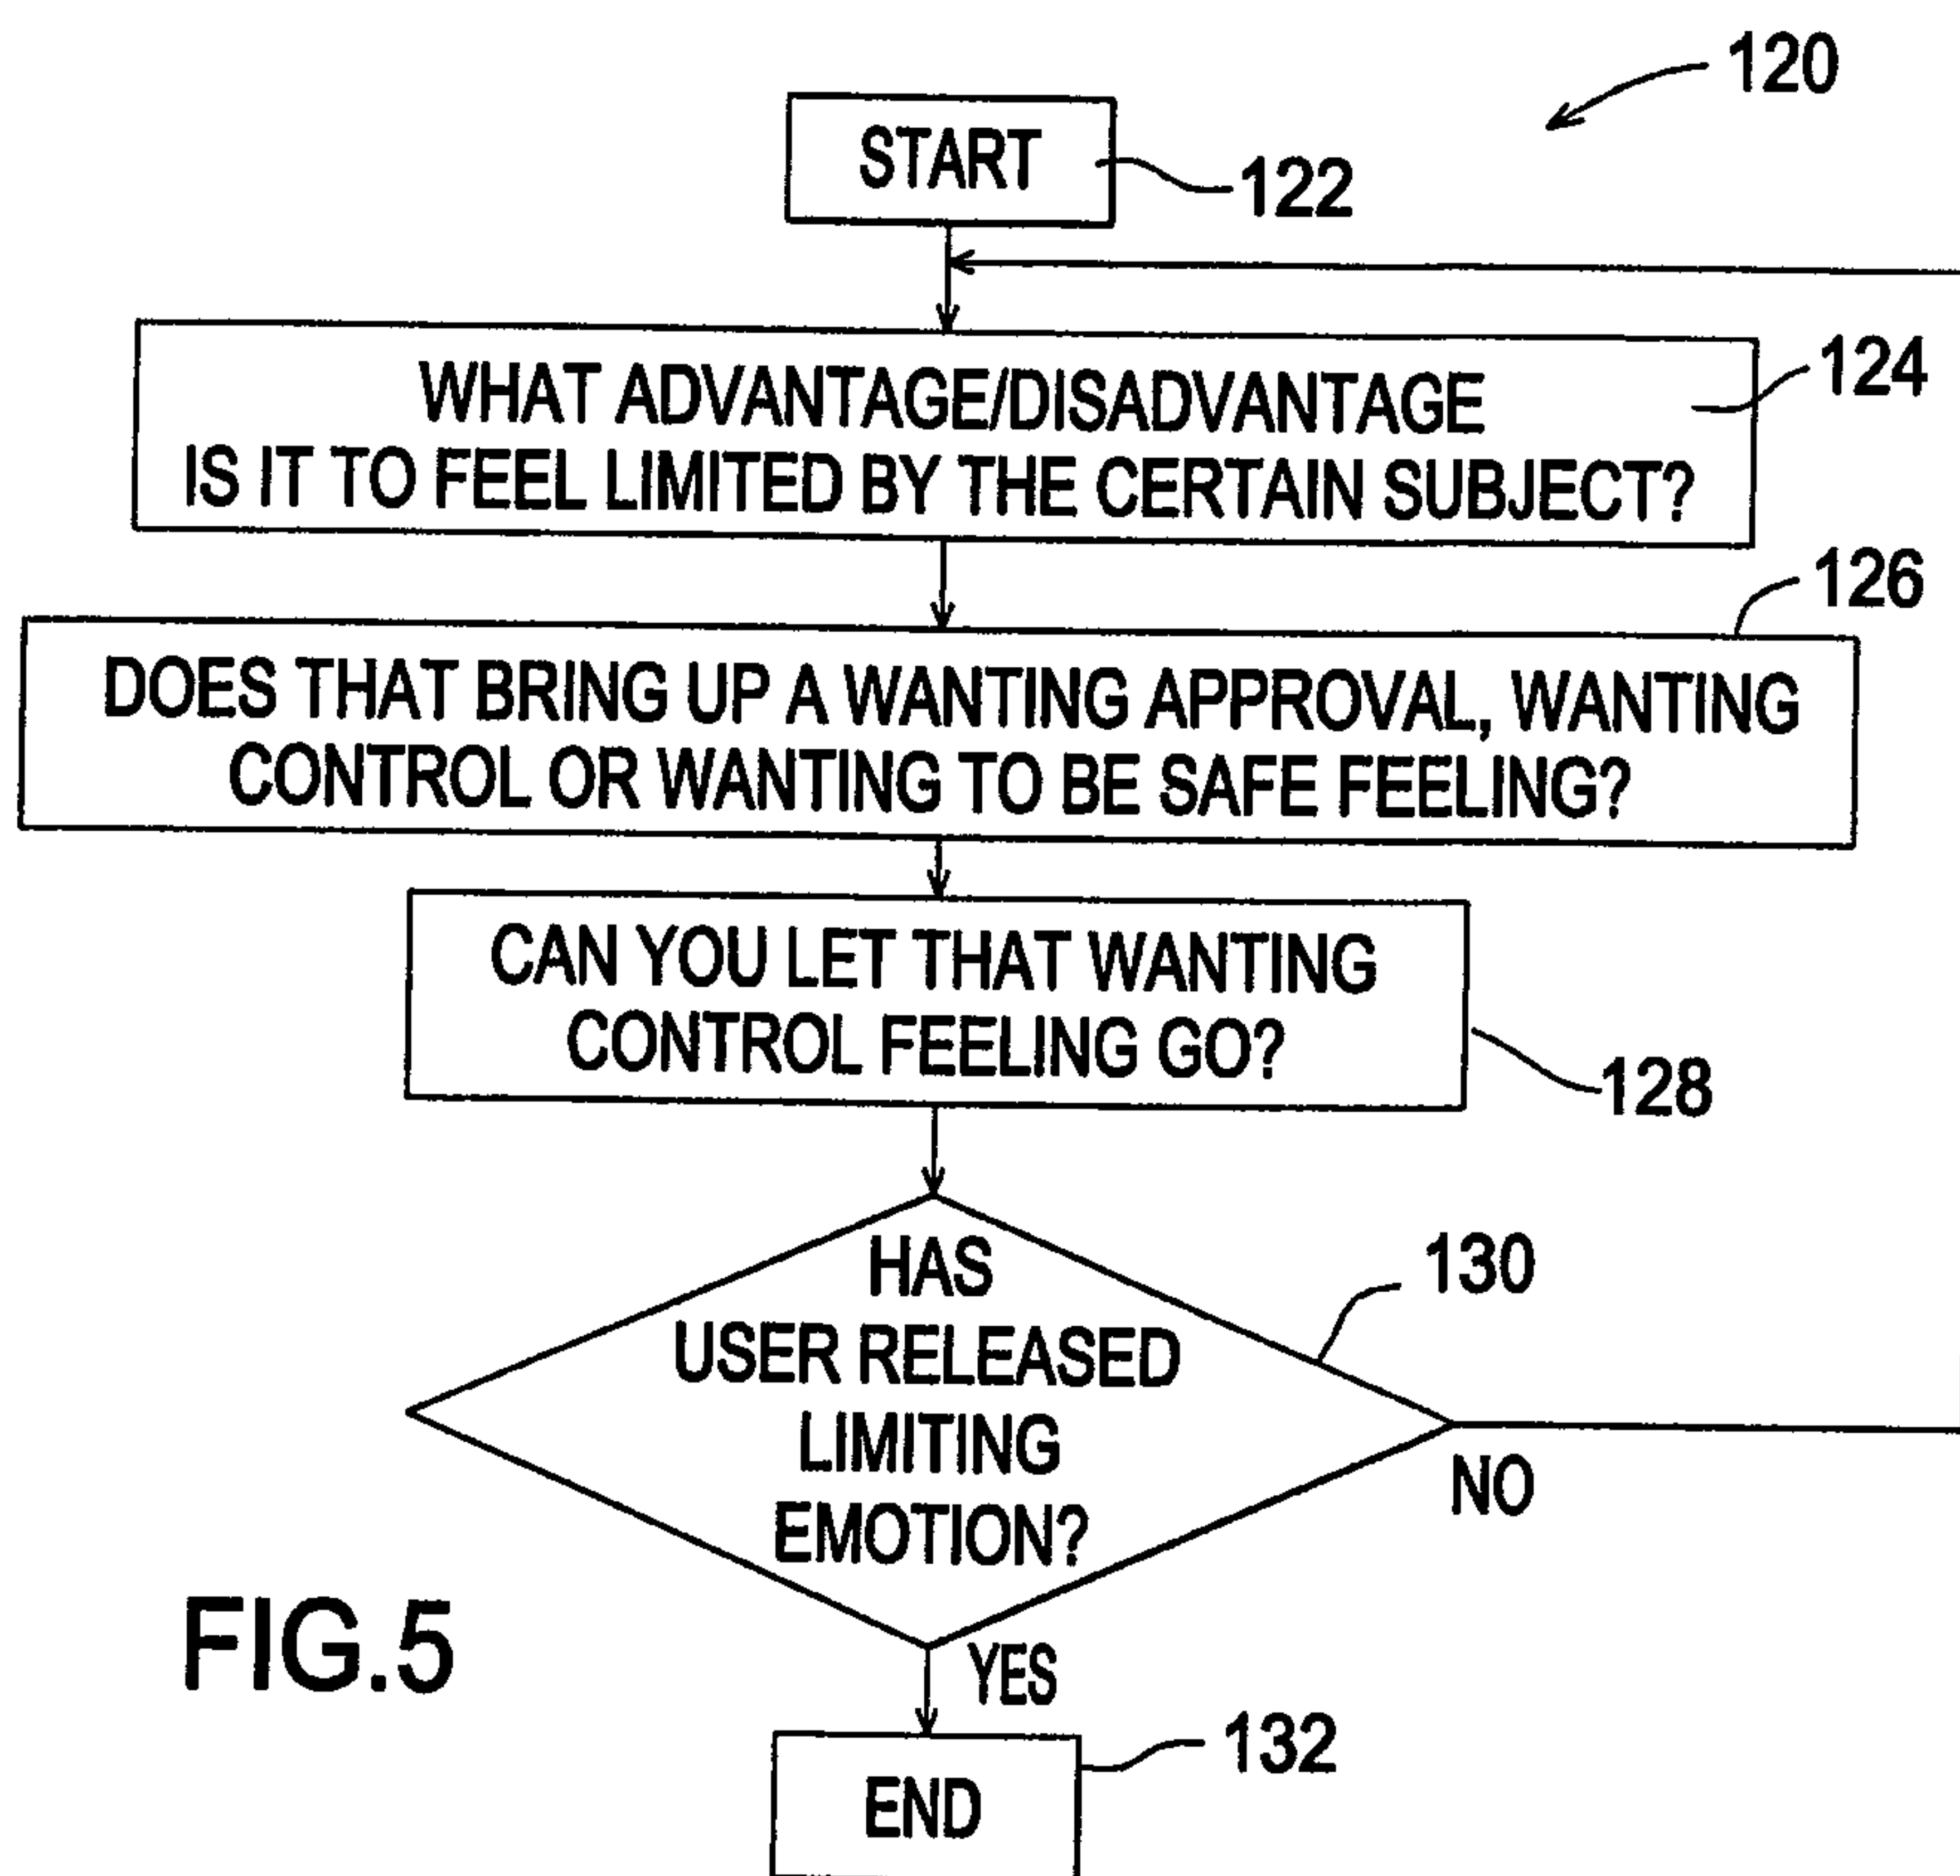 120
START
122
WHAT ADVANTAGE/DISADVANTAGE
IS IT TO FEEL LIMITED BY THE CERTAIN SUBJECT?
124
126
DOES THAT BRING UP A WANTING APPROVAL, WANTING
CONTROL OR WANTING TO BE SAFE FEELING?
CAN YOU LET THAT WANTING
CONTROL FEELING GO?
128
HAS
USER RELEASED
LIMITING
EMOTION?
130
NO
YES
FIG.5
END
132